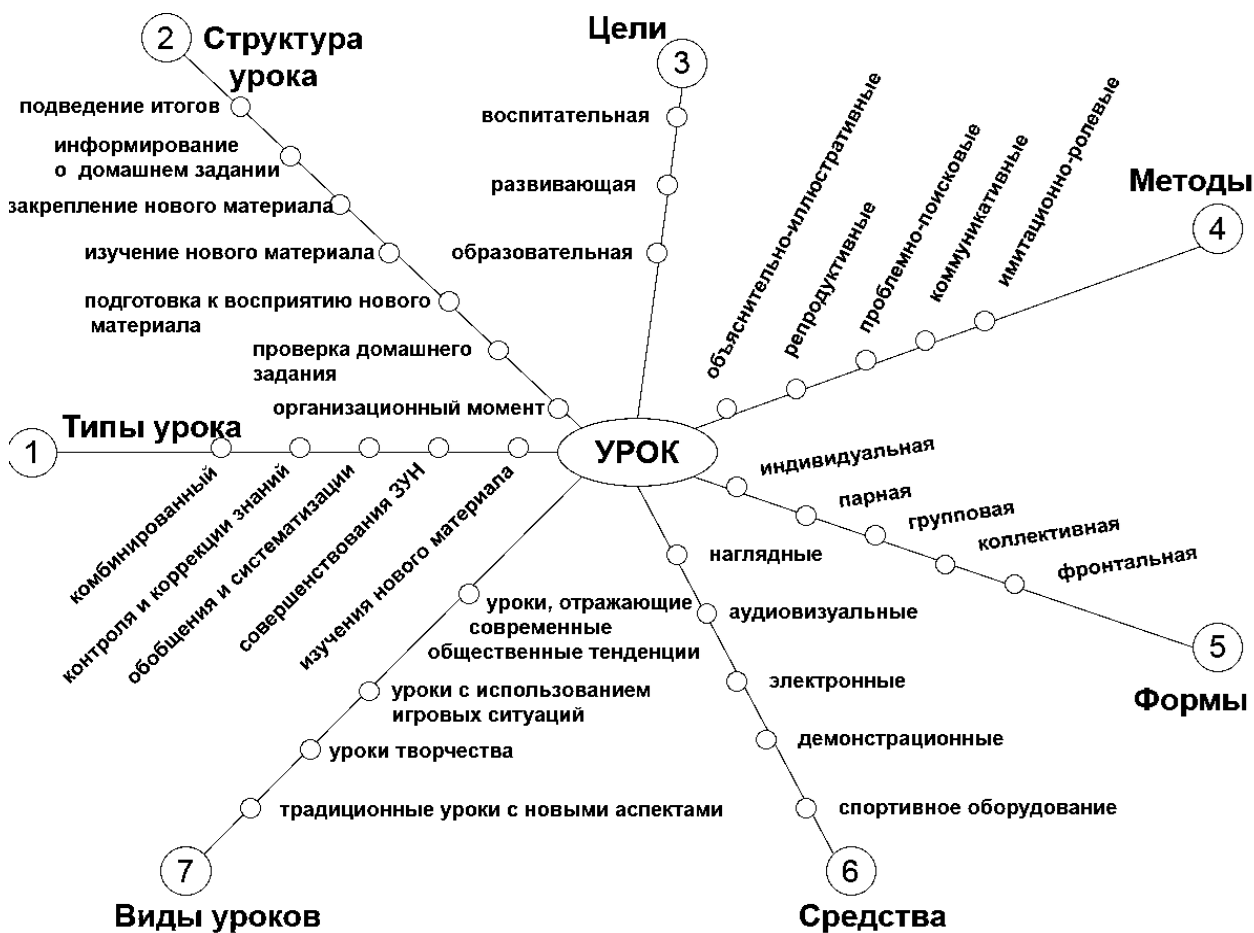 2
Структура
урока
подведение итогов
информирование
о домашнем задании
закрепление нового материала
изучение нового материала
подготовка к восприятию нового
материала
проверка домашнего
задания
организационный момент
Цели
3
воспитательная
развивающая
образовательная
Методы
4
объяснительно-иллюстративные
репродуктивные
проблемно-поисковые
коммуникативные
имитационно-ролевые
Типы урока
1
комбинированный
контроля и коррекции знаний
обобщения и систематизации
совершенствования ЗУН
изучения нового материала
УРОК
индивидуальная
парная
групповая
коллективная
фронтальная
5
Формы
наглядные
аудиовизуальные
электронные
демонстрационные
спортивное оборудование
6
Средства
уроки, отражающие
современные
общественные тенденции
уроки с использованием
игровых ситуаций
уроки творчества
традиционные уроки с новыми аспектами
7
Виды уроков